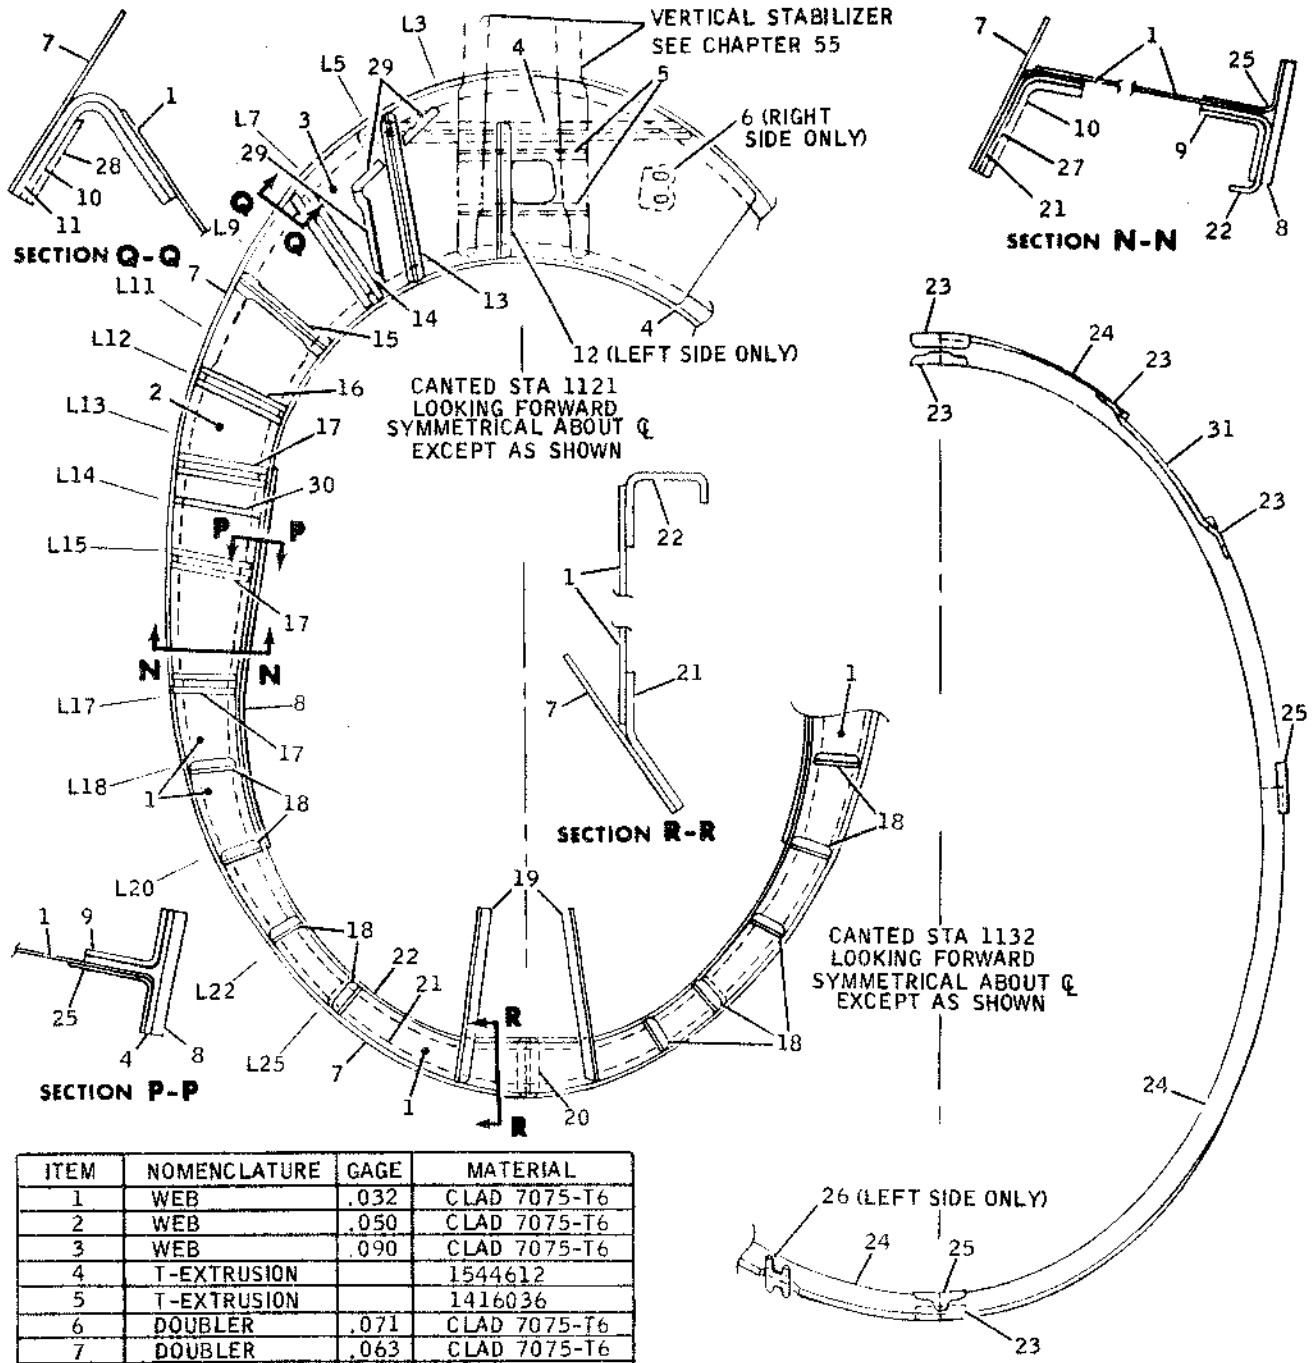 VERTICAL STABILIZER
SEE CHAPTER 55
7
1
28
10
11
SECTION Q-Q
L3
L5
29
4
5
3
L7
29
Q
Q
6 (RIGHT
SIDE ONLY)
7
1
25
10
27
9
21
22
8
SECTION N-N
L9
7
L11
L12
2
L13
L14
L15
13
14
15
4
12 (LEFT SIDE ONLY)
16
17
30
P
P
17
N
N
CANTED STA 1121
LOOKING FORWARD
SYMMETRICAL ABOUT ℄
EXCEPT AS SHOWN
22
1
21
7
SECTION R-R
23
24
23
23
31
23
25
L17
8
17
L18
1
18
L20
1
18
19
1
9
25
4
8
SECTION P-P
L22
18
22
21
L25
7
1
R
R
20
18
CANTED STA 1132
LOOKING FORWARD
SYMMETRICAL ABOUT ℄
EXCEPT AS SHOWN
24
26 (LEFT SIDE ONLY)
24
25
23
ITEM NOMENCLATURE GAGE MATERIAL
1 WEB .032 CLAD 7075-T6
2 WEB .050 CLAD 7075-T6
3 WEB .090 CLAD 7075-T6
4 T-EXTRUSION 1544612
5 T-EXTRUSION 1416036
6 DOUBLER .071 CLAD 7075-T6
7 DOUBLER .063 CLAD 7075-T6